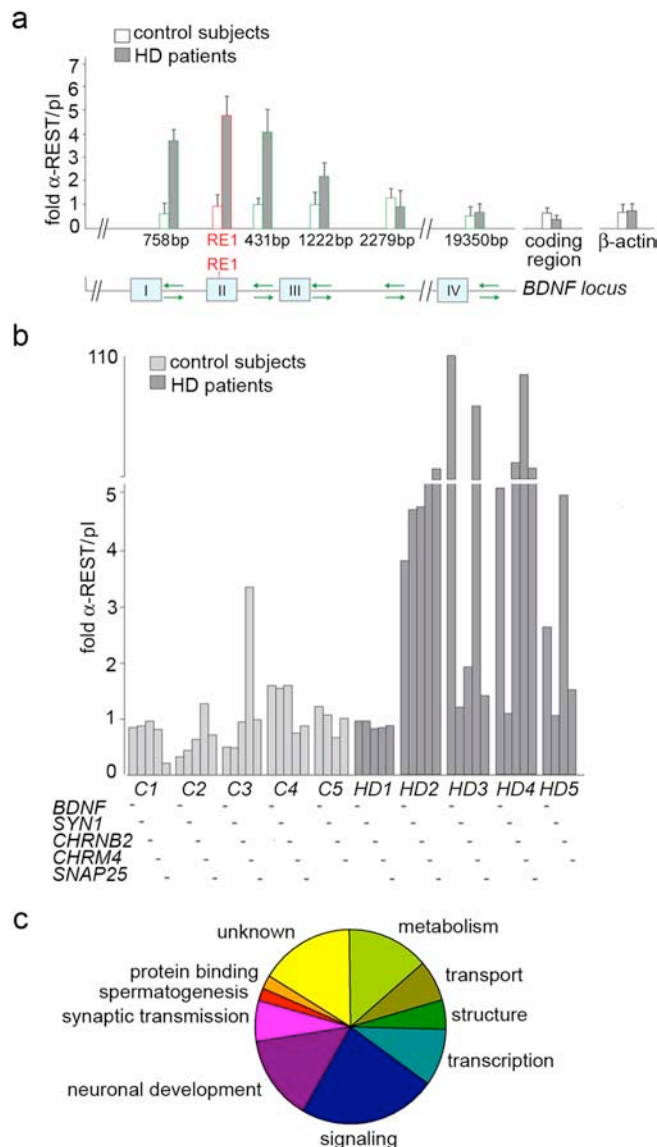 a
control subjects
HD patients
fold α-REST/pI
7
6
5
4
3
2
1
0
758bp RE1 431bp 1222bp 2279bp 19350bp coding region β-actin
RE1
I II III IV BDNF locus
b
control subjects
HD patients
fold α-REST/pI
110
5
4
3
2
1
0
C1 C2 C3 C4 C5 HD1 HD2 HD3 HD4 HD5
BDNF
SYN1
CHRNB2
CHRM4
SNAP25
c
unknown
metabolism
protein binding
transport
spermatogenesis
structure
synaptic transmission
transcription
neuronal development
signaling